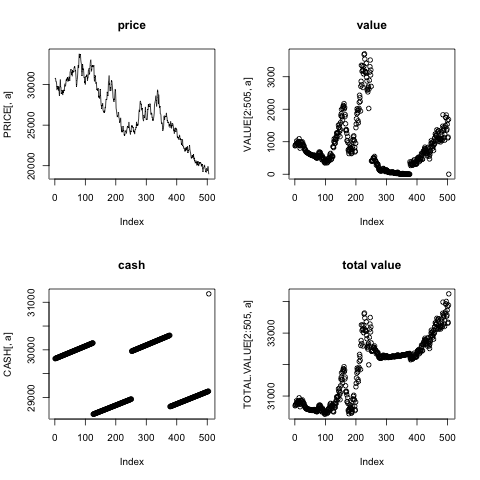 price
PRICE[, a]
20000 25000 30000
0 100 200 300 400 500
Index
value
VALUE[2:505, a]
0 1000 2000 3000
0 100 200 300 400 500
Index
cash
CASH[, a]
29000 30000 31000
0 100 200 300 400 500
Index
total value
TOTAL.VALUE[2:505, a]
31000 33000
0 100 200 300 400 500
Index